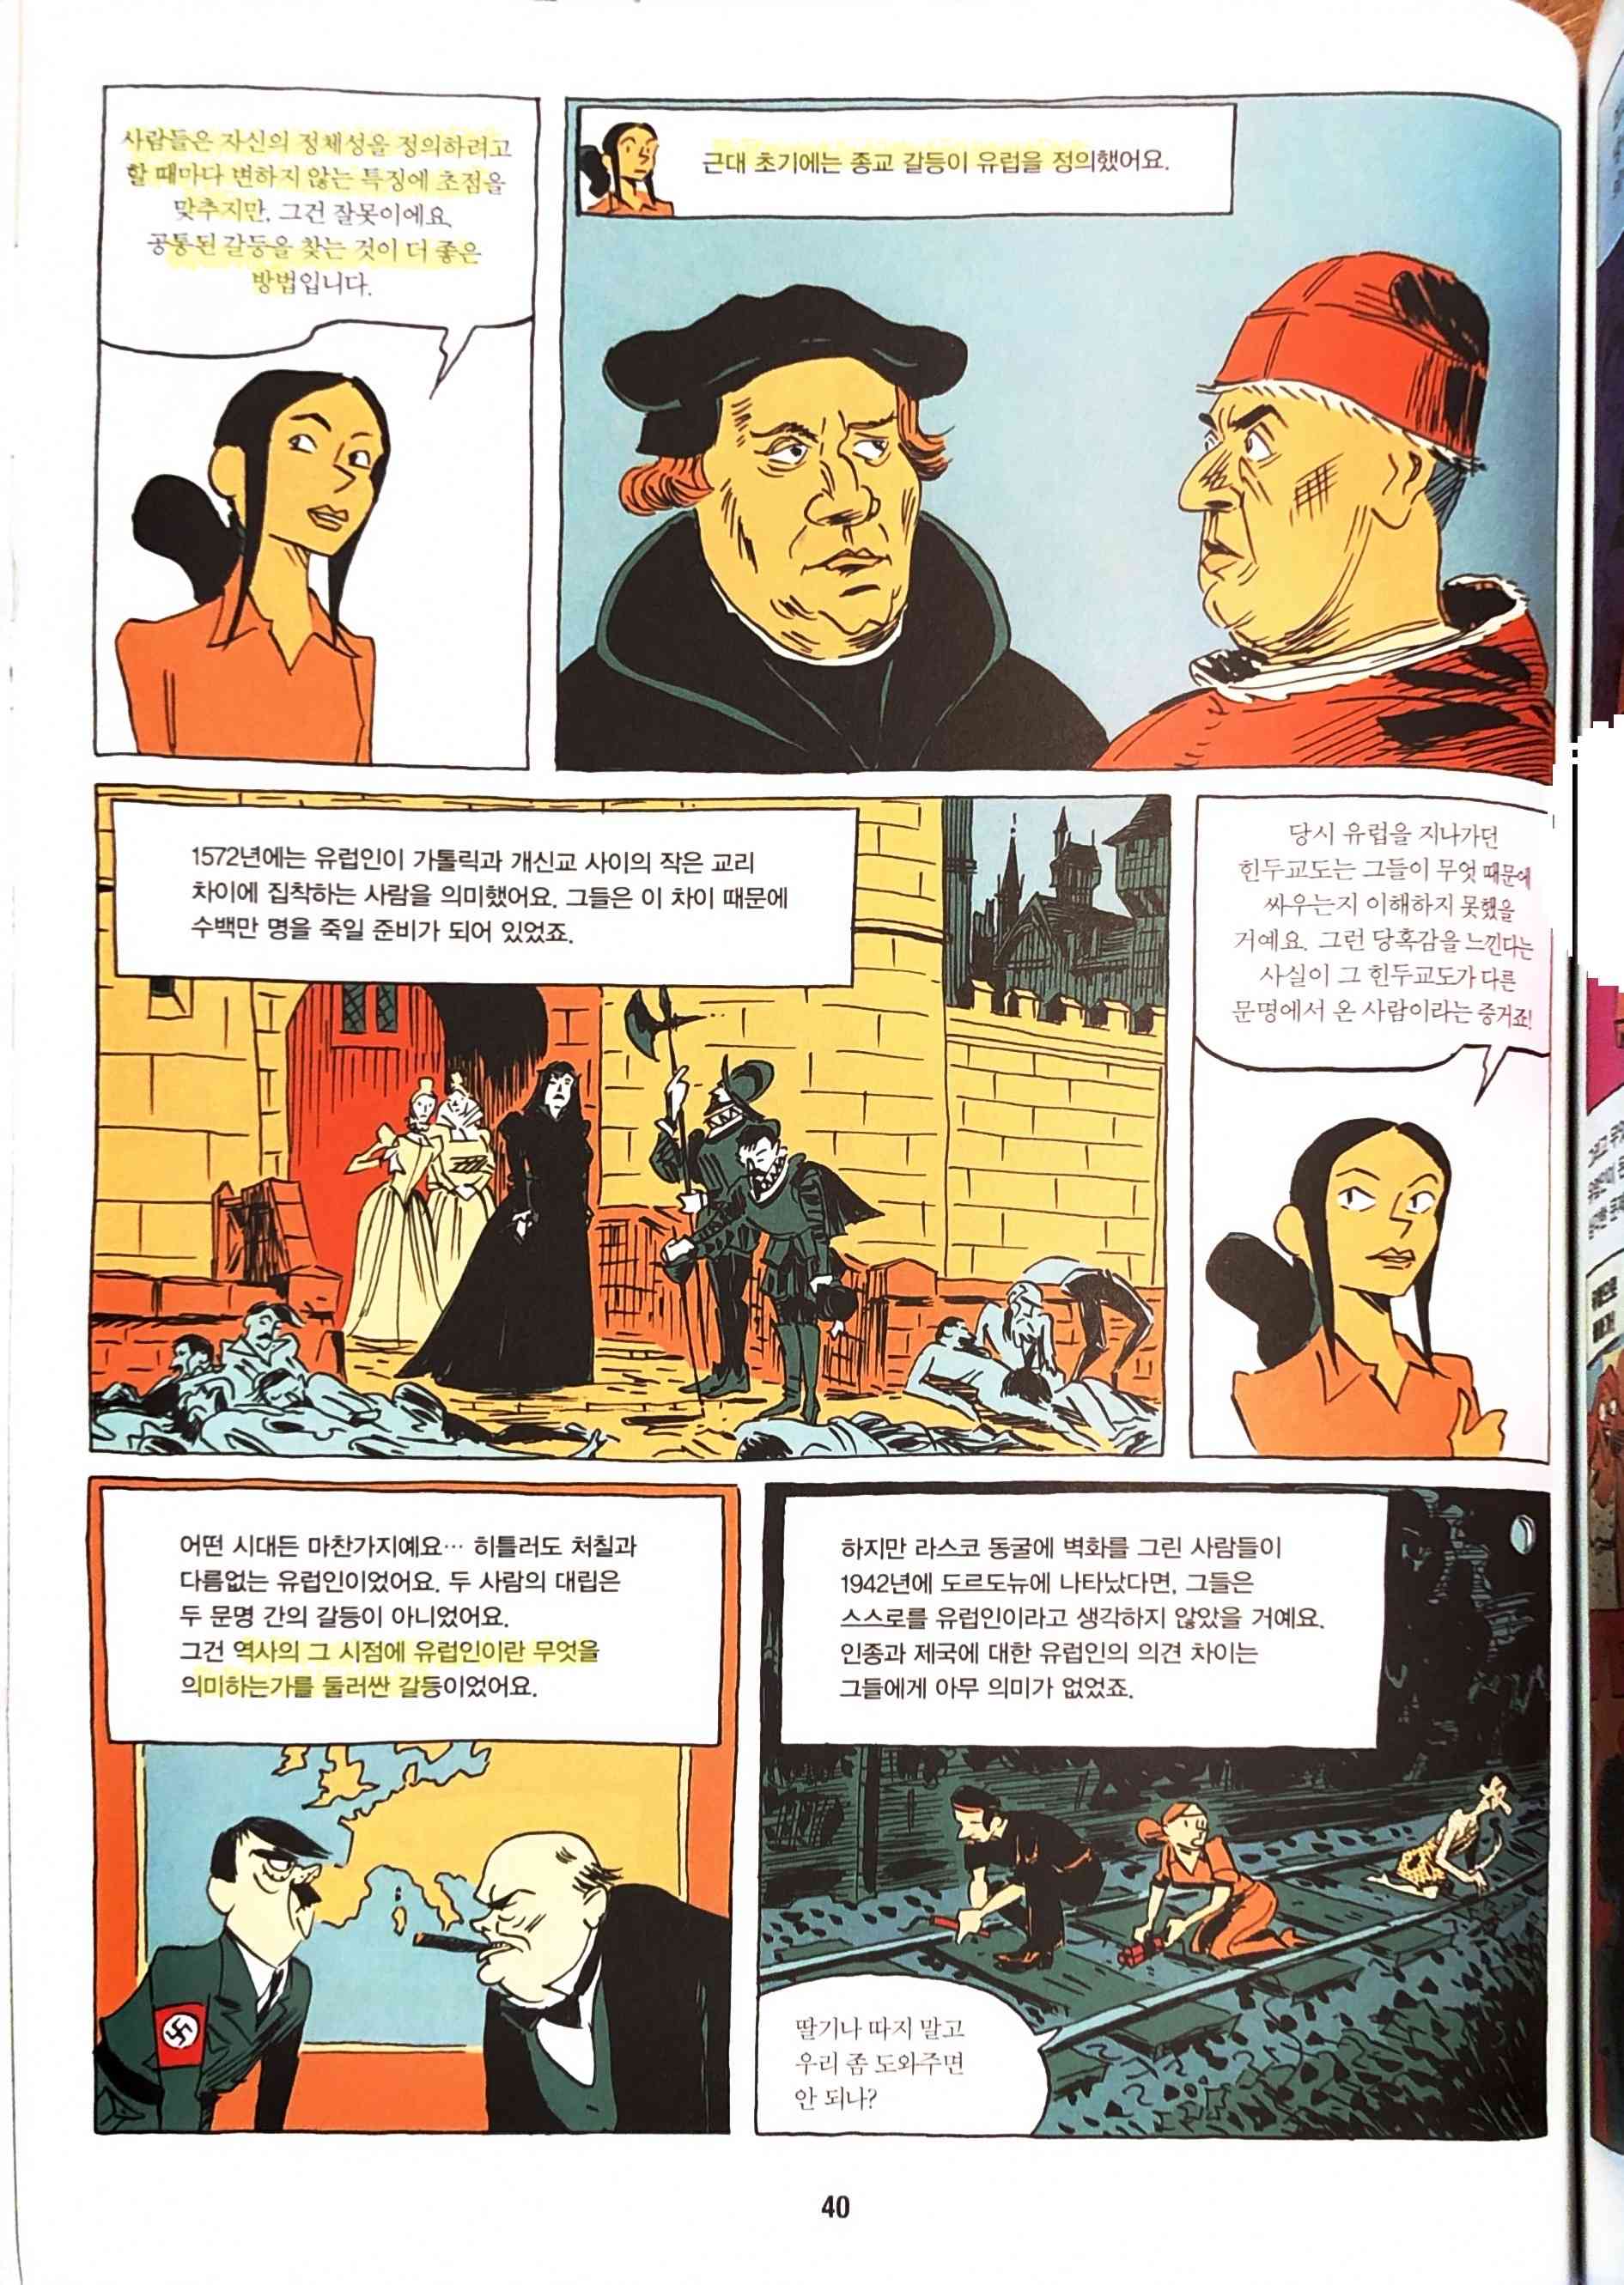 사람들은 자신의 정체성을 정의하려고
할 때마다 변하지 않는 특징에 초점을
맞추지만, 그건 잘못이에요.
공통된 갈등을 찾는 것이 더 좋은
방법입니다.
근대 초기에는 종교 갈등이 유럽을 정의했어요.
1572년에는 유럽인이 가톨릭과 개신교 사이의 작은 교리
차이에 집착하는 사람을 의미했어요. 그들은 이 차이 때문에
수백만 명을 죽일 준비가 되어 있었죠.
당시 유럽을 지나가던
힌두교도는 그들이 무엇 때문에
싸우는지 이해하지 못했을
거예요. 그런 당혹감을 느낀다는
사실이 그 힌두교도가 다른
문명에서 온 사람이라는 증거죠!
어떤 시대든 마찬가지예요… 히틀러도 처칠과
다름없는 유럽인이었어요. 두 사람의 대립은
두 문명 간의 갈등이 아니었어요.
그건 역사의 그 시점에 유럽인이란 무엇을
의미하는가를 둘러싼 갈등이었어요.
하지만 라스코 동굴에 벽화를 그린 사람들이
1942년에 도르도뉴에 나타났다면, 그들은
스스로를 유럽인이라고 생각하지 않았을 거예요.
인종과 제국에 대한 유럽인의 의견 차이는
그들에게 아무 의미가 없었죠.
딸기나 따지 말고
우리 좀 도와주면
안 되나?
40